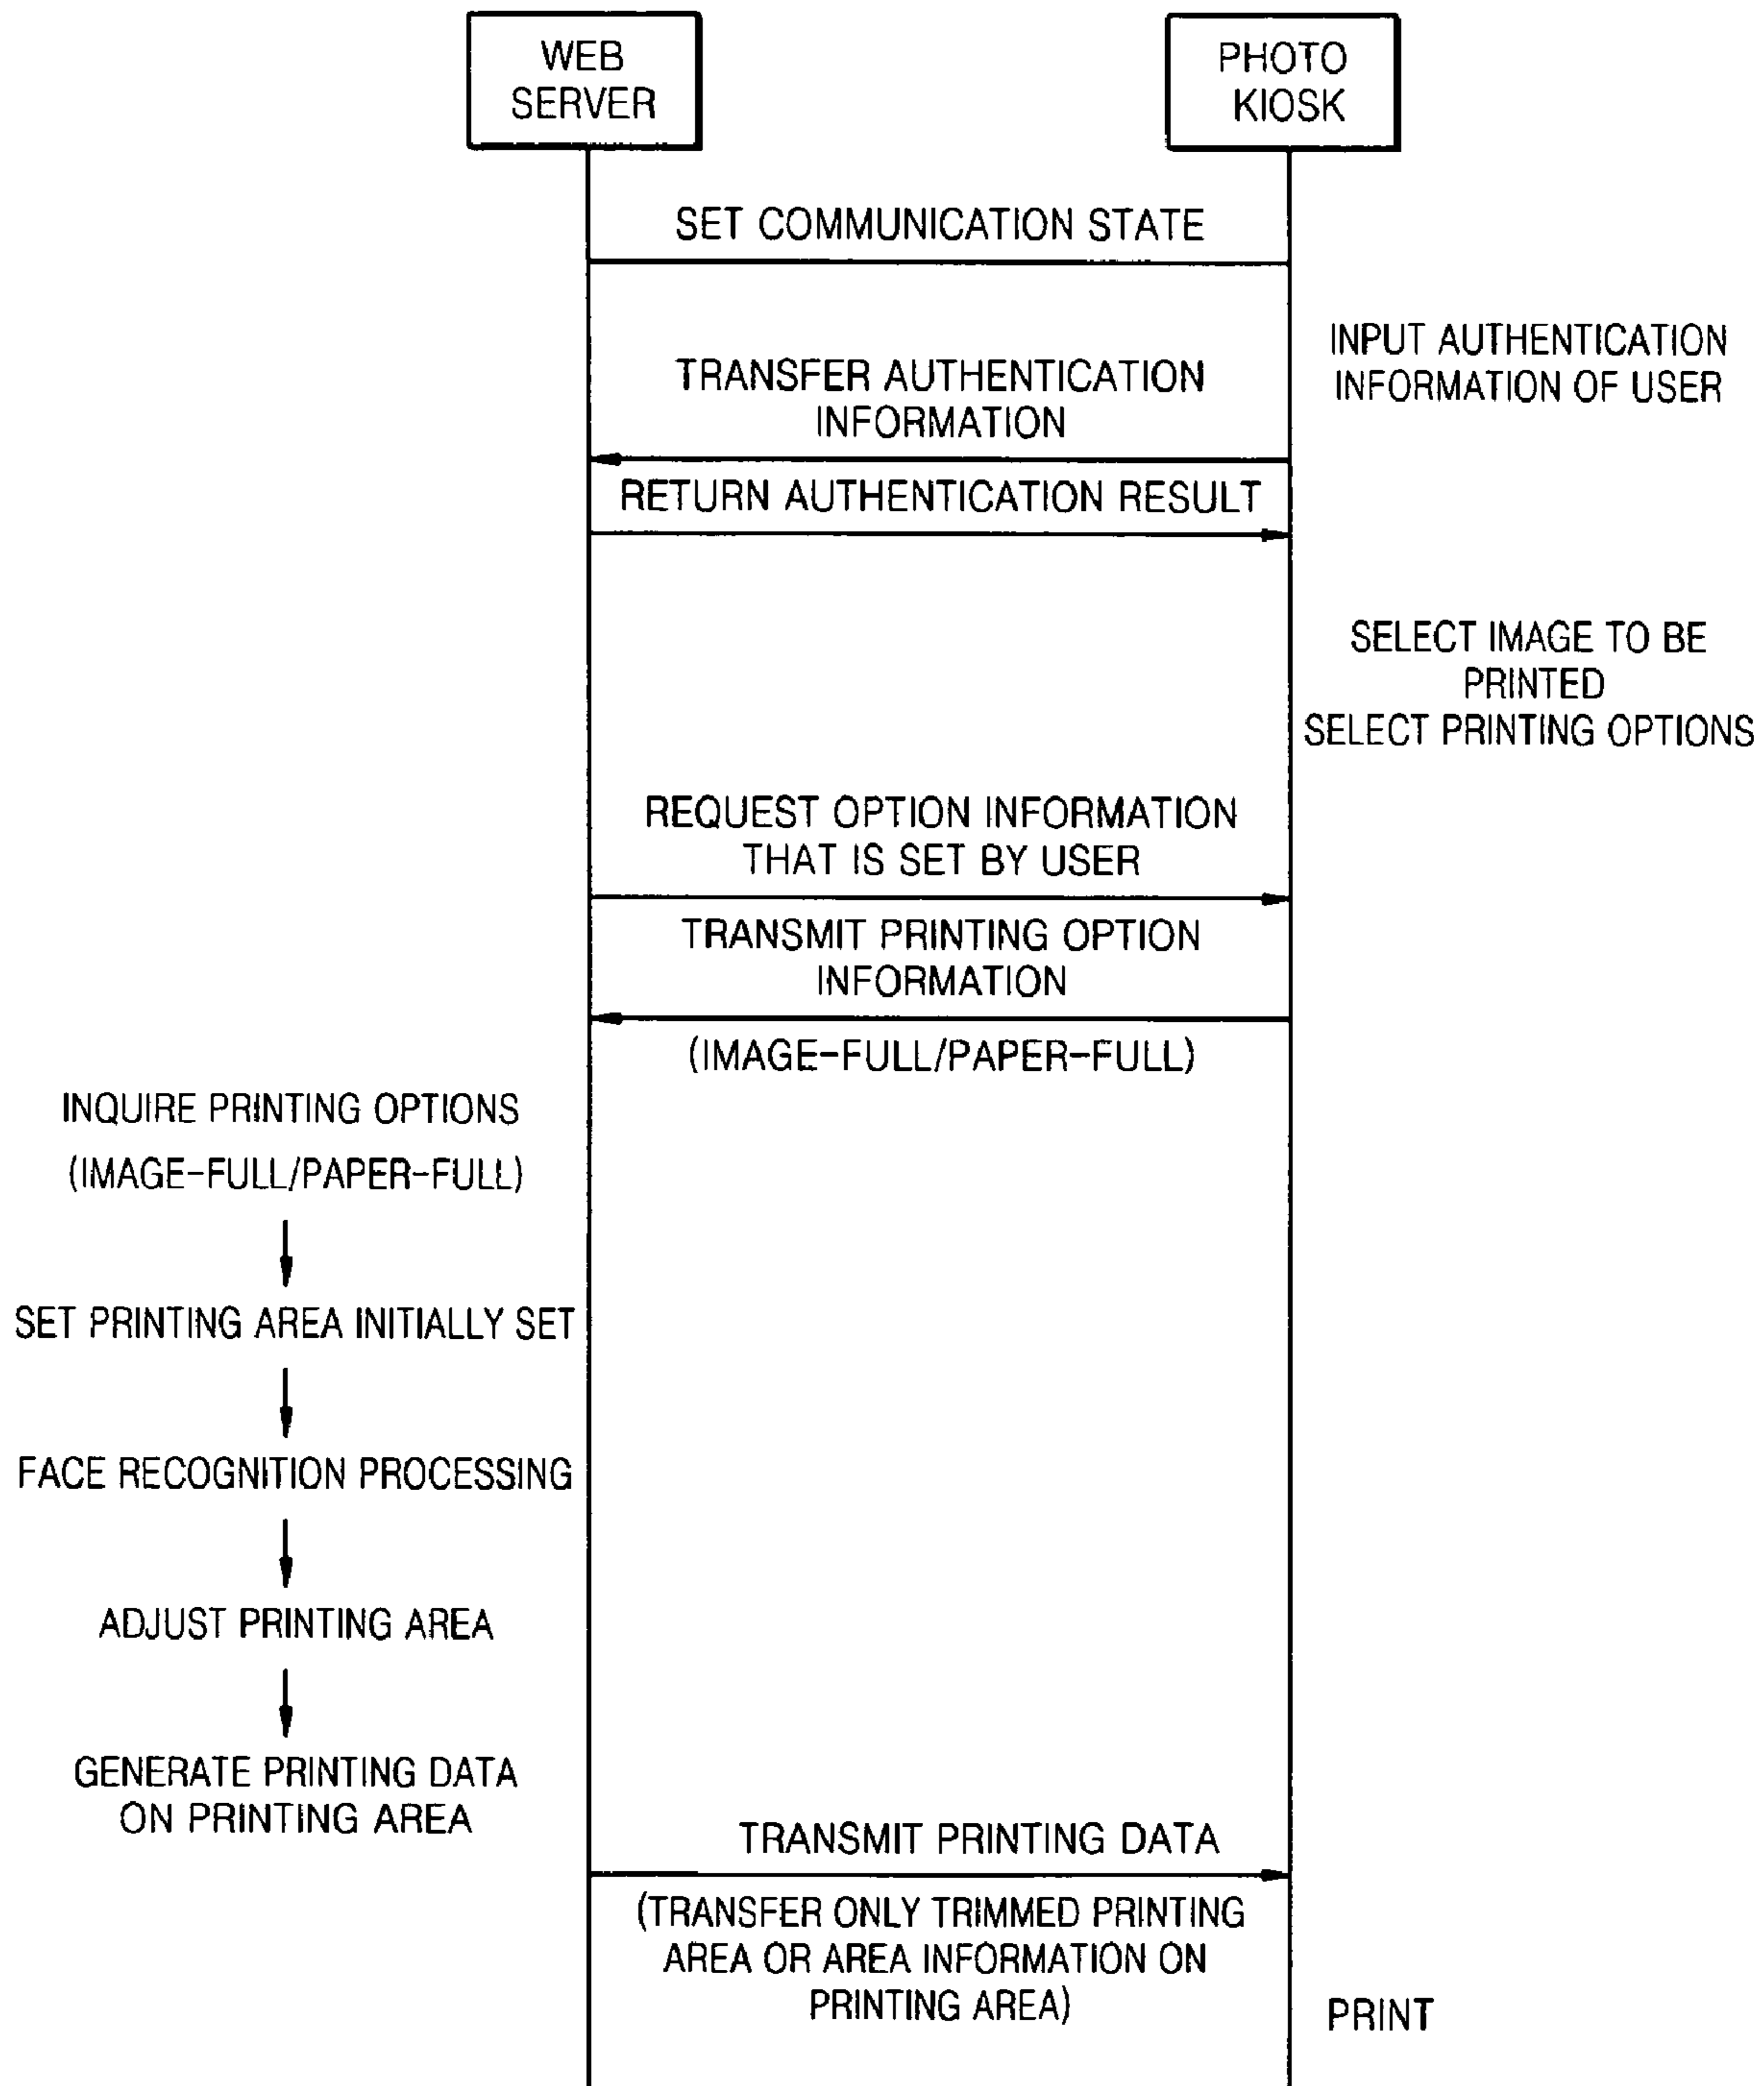 WEB
SERVER
PHOTO
KIOSK
SET COMMUNICATION STATE
INPUT AUTHENTICATION
INFORMATION OF USER
TRANSFER AUTHENTICATION
INFORMATION
RETURN AUTHENTICATION RESULT
SELECT IMAGE TO BE
PRINTED
SELECT PRINTING OPTIONS
REQUEST OPTION INFORMATION
THAT IS SET BY USER
TRANSMIT PRINTING OPTION
INFORMATION
(IMAGE-FULL/PAPER-FULL)
INQUIRE PRINTING OPTIONS
(IMAGE-FULL/PAPER-FULL)
SET PRINTING AREA INITIALLY SET
FACE RECOGNITION PROCESSING
ADJUST PRINTING AREA
GENERATE PRINTING DATA
ON PRINTING AREA
TRANSMIT PRINTING DATA
(TRANSFER ONLY TRIMMED PRINTING
AREA OR AREA INFORMATION ON
PRINTING AREA)
PRINT